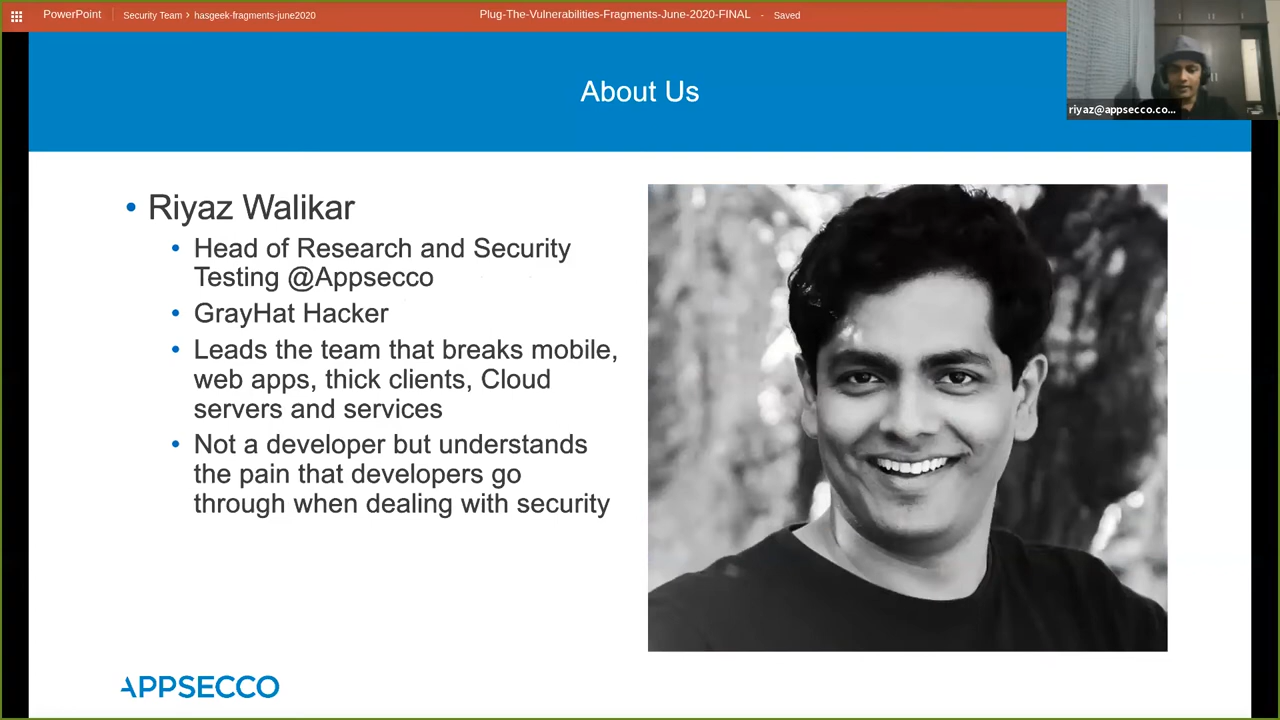 PowerPoint
Security Team > hasgeek-fragments-june2020
Plug-The-Vulnerabilities-Fragments-June-2020-FINAL - Saved
riyaz@appsecco.co...
About Us
• Riyaz Walikar
• Head of Research and Security
Testing @Appsecco
• GrayHat Hacker
• Leads the team that breaks mobile,
web apps, thick clients, Cloud
servers and services
• Not a developer but understands
the pain that developers go
through when dealing with security
APPSECCO